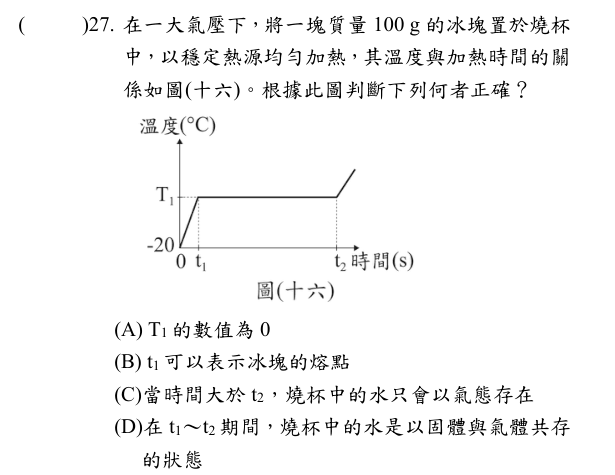 (　　)27. 在一大氣壓下，將一塊質量 100 g 的冰塊置於燒杯
中，以穩定熱源均勻加熱，其溫度與加熱時間的關
係如圖(十六)。根據此圖判斷下列何者正確？
溫度(°C)
T₁
-20
0 t₁ t₂ 時間(s)
圖(十六)
(A) T₁ 的數值為 0
(B) t₁ 可以表示冰塊的熔點
(C)當時間大於 t₂，燒杯中的水只會以氣態存在
(D)在 t₁～t₂ 期間，燒杯中的水是以固體與氣體共存
的狀態